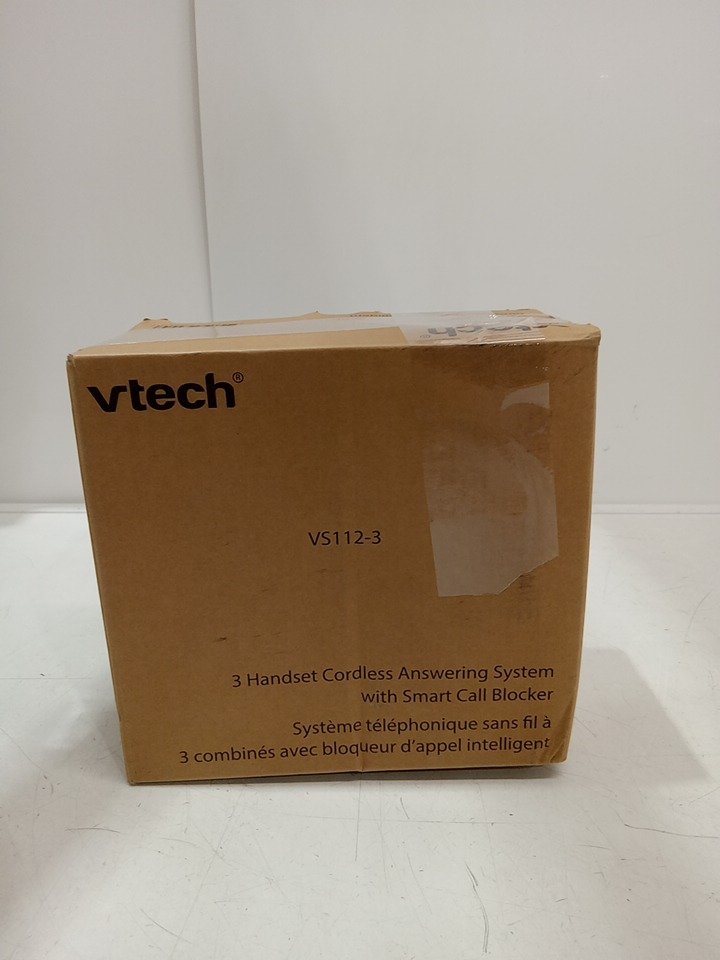 vtech®
vtech®
VS112-3
3 Handset Cordless Answering System
with Smart Call Blocker
Système téléphonique sans fil à
3 combinés avec bloqueur d'appel intelligent